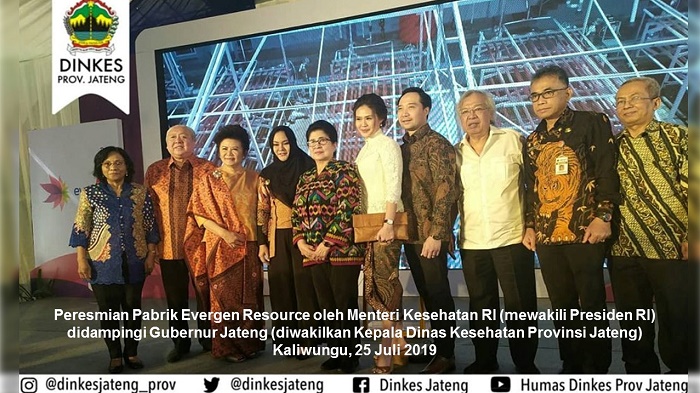 DINKES
PROV. JATENG
Peresmian Pabrik Evergen Resource oleh Menteri Kesehatan RI (mewakili Presiden RI)
didampingi Gubernur Jateng (diwakilkan Kepala Dinas Kesehatan Provinsi Jateng)
Kaliwungu, 25 Juli 2019
@dinkesjateng_prov @dinkesjateng Dinkes Jateng Humas Dinkes Prov Jateng